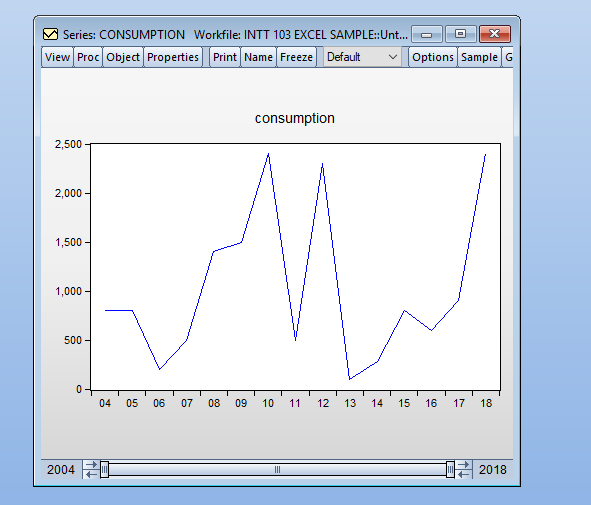 Series: CONSUMPTION Workfile: INTT 103 EXCEL SAMPLE::Unt...
View Proc Object Properties Print Name Freeze Default Options Sample G
consumption
2,500
2,000
1,500
1,000
500
0
04 05 06 07 08 09 10 11 12 13 14 15 16 17 18
2004 2018